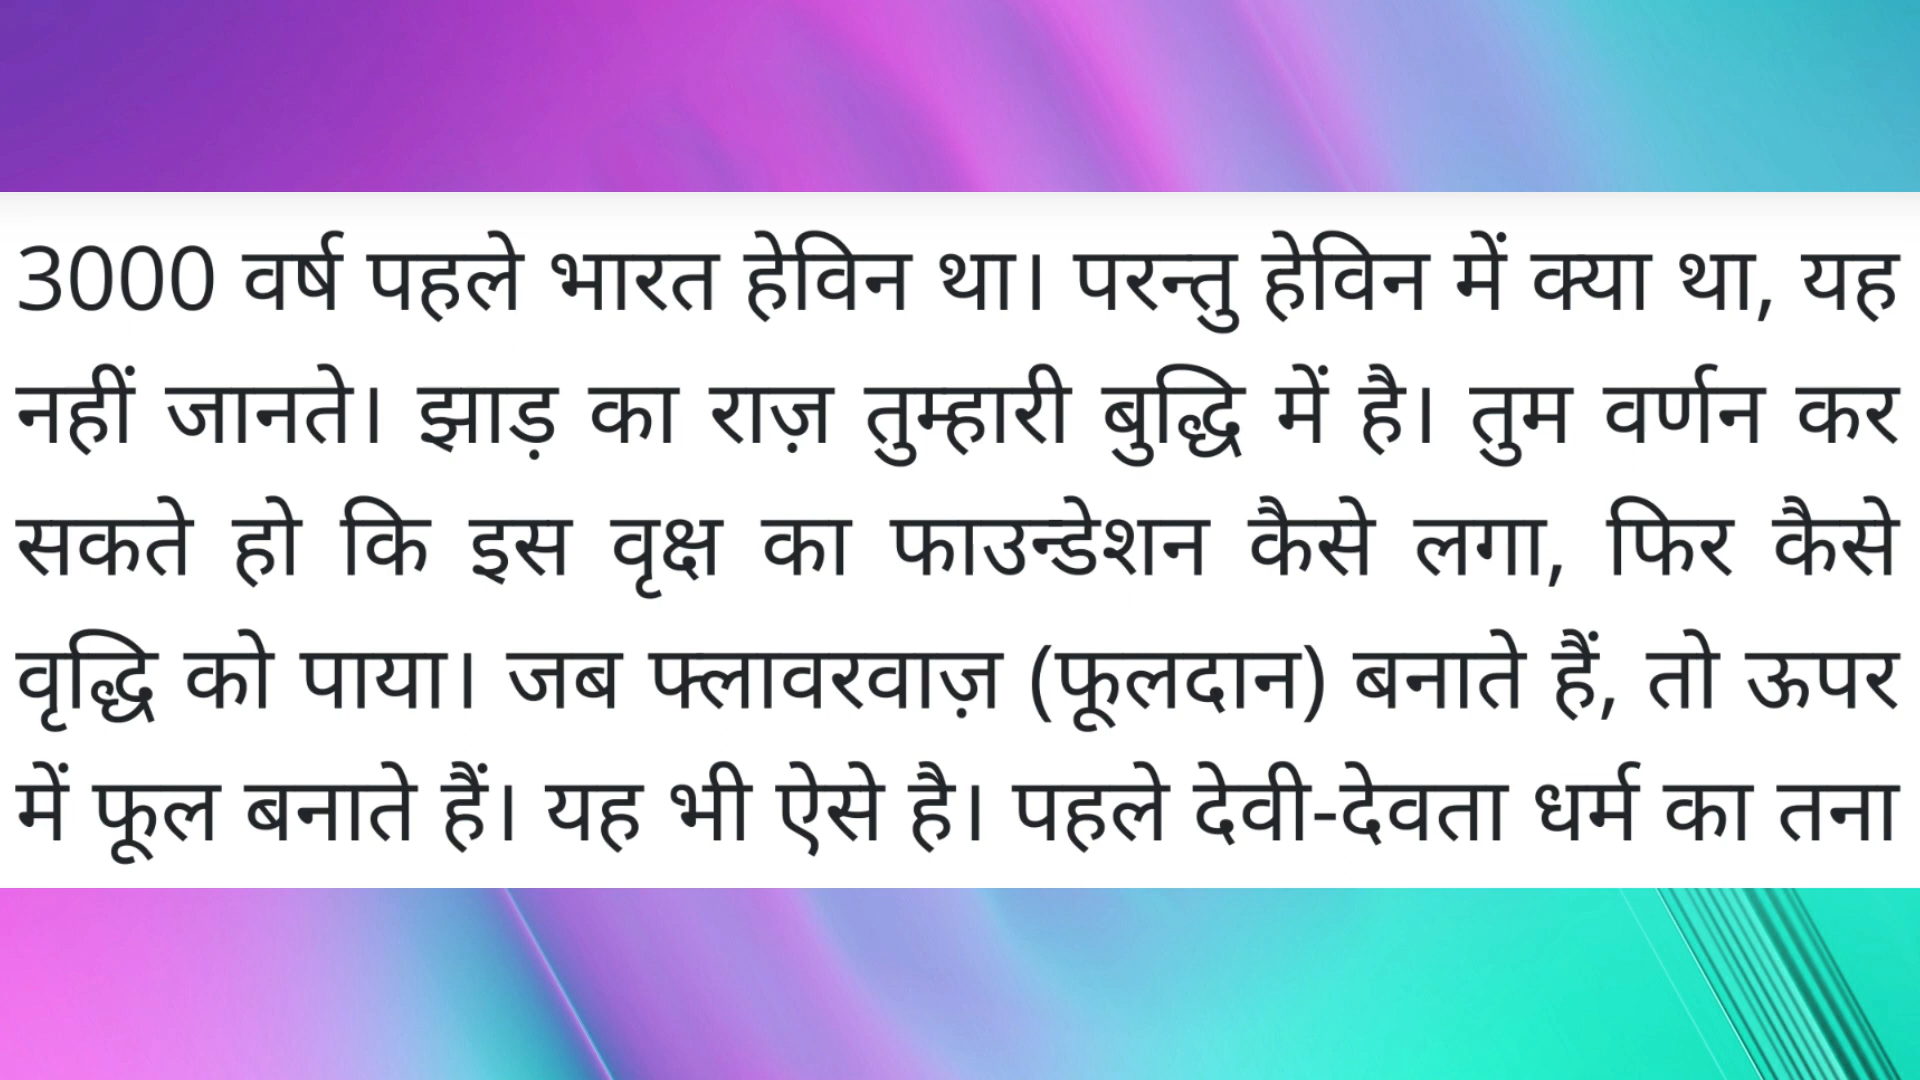 3000 वर्ष पहले भारत हेविन था। परन्तु हेविन में क्या था, यह
नहीं जानते। झाड़ का राज़ तुम्हारी बुद्धि में है। तुम वर्णन कर
सकते हो कि इस वृक्ष का फाउन्डेशन कैसे लगा, फिर कैसे
वृद्धि को पाया। जब फ्लावरवाज़ (फूलदान) बनाते हैं, तो ऊपर
में फूल बनाते हैं। यह भी ऐसे है। पहले देवी-देवता धर्म का तना